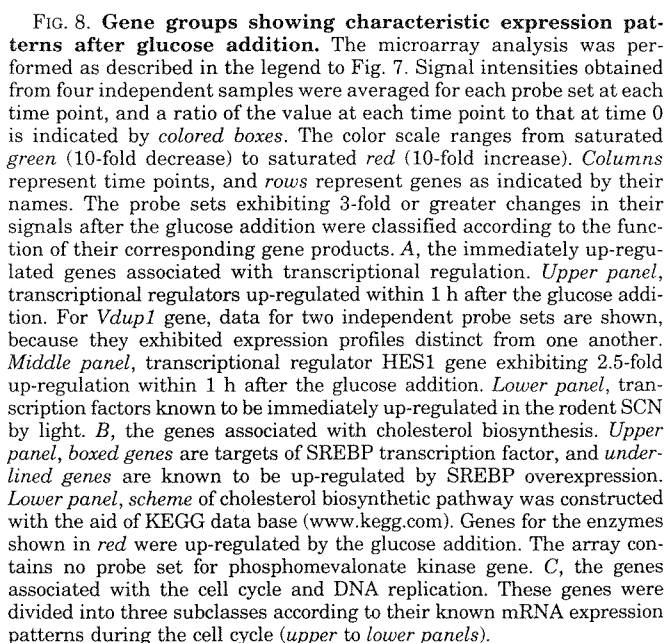 FIG. 8. Gene groups showing characteristic expression pat-
terns after glucose addition. The microarray analysis was per-
formed as described in the legend to Fig. 7. Signal intensities obtained
from four independent samples were averaged for each probe set at each
time point, and a ratio of the value at each time point to that at time 0
is indicated by colored boxes. The color scale ranges from saturated
green (10-fold decrease) to saturated red (10-fold increase). Columns
represent time points, and rows represent genes as indicated by their
names. The probe sets exhibiting 3-fold or greater changes in their
signals after the glucose addition were classified according to the func-
tion of their corresponding gene products. A, the immediately up-regu-
lated genes associated with transcriptional regulation. Upper panel,
transcriptional regulators up-regulated within 1 h after the glucose addi-
tion. For Vdup1 gene, data for two independent probe sets are shown,
because they exhibited expression profiles distinct from one another.
Middle panel, transcriptional regulator HES1 gene exhibiting 2.5-fold
up-regulation within 1 h after the glucose addition. Lower panel, tran-
scription factors known to be immediately up-regulated in the rodent SCN
by light. B, the genes associated with cholesterol biosynthesis. Upper
panel, boxed genes are targets of SREBP transcription factor, and under-
lined genes are known to be up-regulated by SREBP overexpression.
Lower panel, scheme of cholesterol biosynthetic pathway was constructed
with the aid of KEGG data base (www.kegg.com). Genes for the enzymes
shown in red were up-regulated by the glucose addition. The array con-
tains no probe set for phosphomevalonate kinase gene. C, the genes
associated with the cell cycle and DNA replication. These genes were
divided into three subclasses according to their known mRNA expression
patterns during the cell cycle (upper to lower panels).